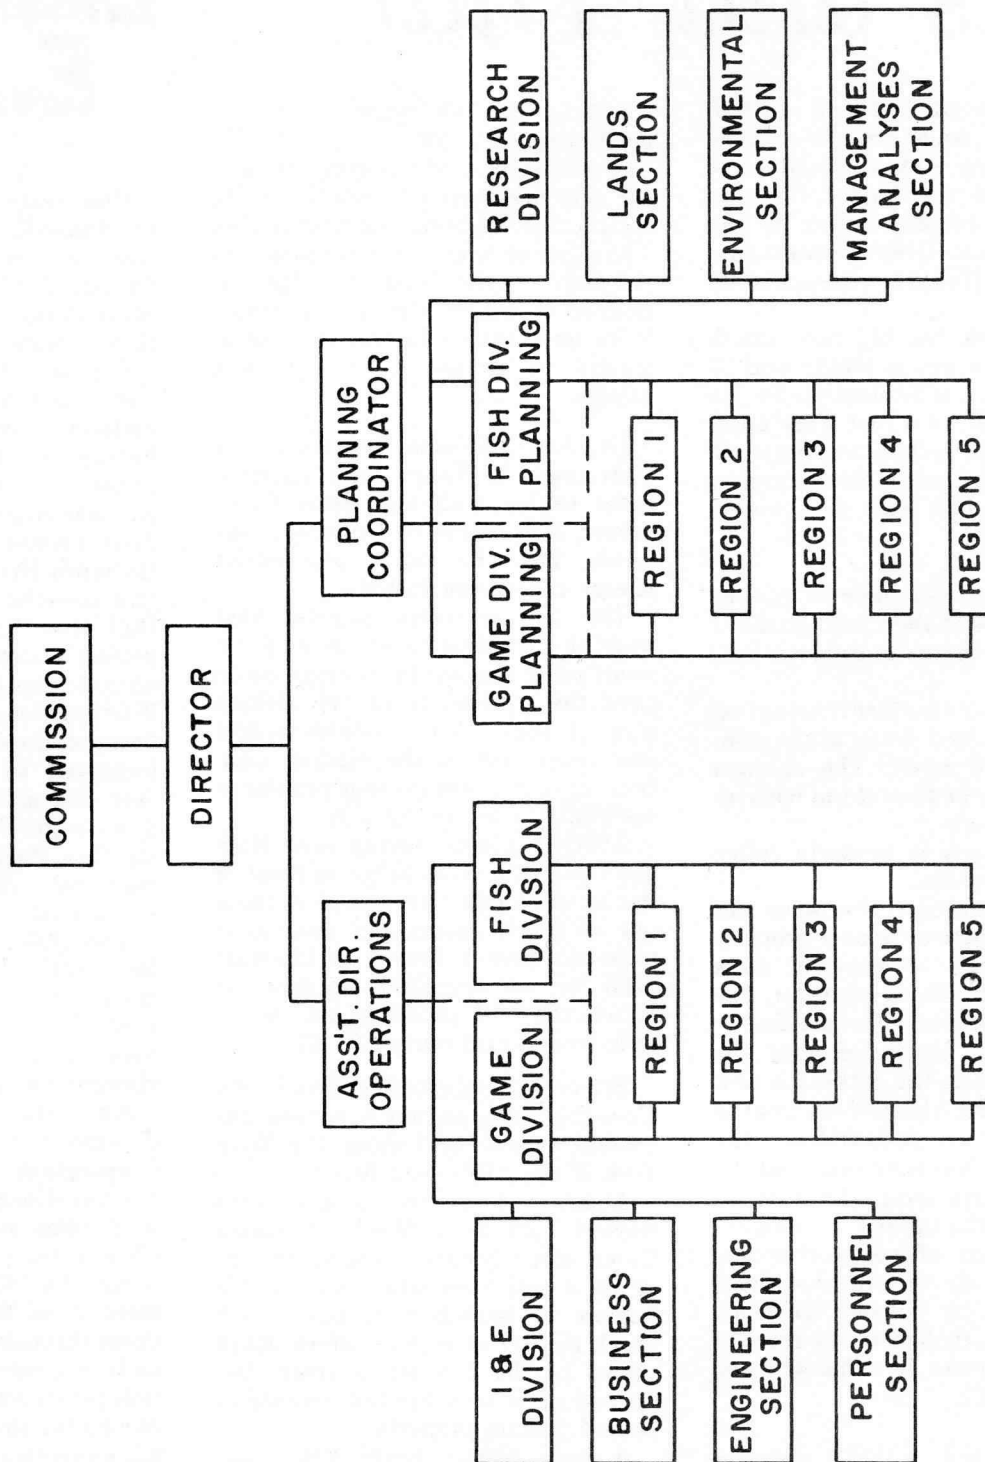 COMMISSION
DIRECTOR
ASS'T. DIR.
OPERATIONS
PLANNING
COORDINATOR
I & E
DIVISION
GAME
DIVISION
FISH
DIVISION
GAME DIV.
PLANNING
FISH DIV.
PLANNING
RESEARCH
DIVISION
BUSINESS
SECTION
REGION 1
REGION 1
LANDS
SECTION
ENGINEERING
SECTION
REGION 2
REGION 2
ENVIRONMENTAL
SECTION
PERSONNEL
SECTION
REGION 3
REGION 3
MANAGEMENT
ANALYSES
SECTION
REGION 4
REGION 4
REGION 5
REGION 5